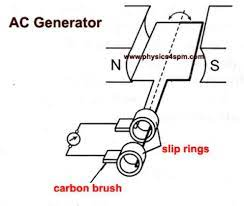 AC Generator
N
www.physics4spm.com
S
slip rings
carbon brush